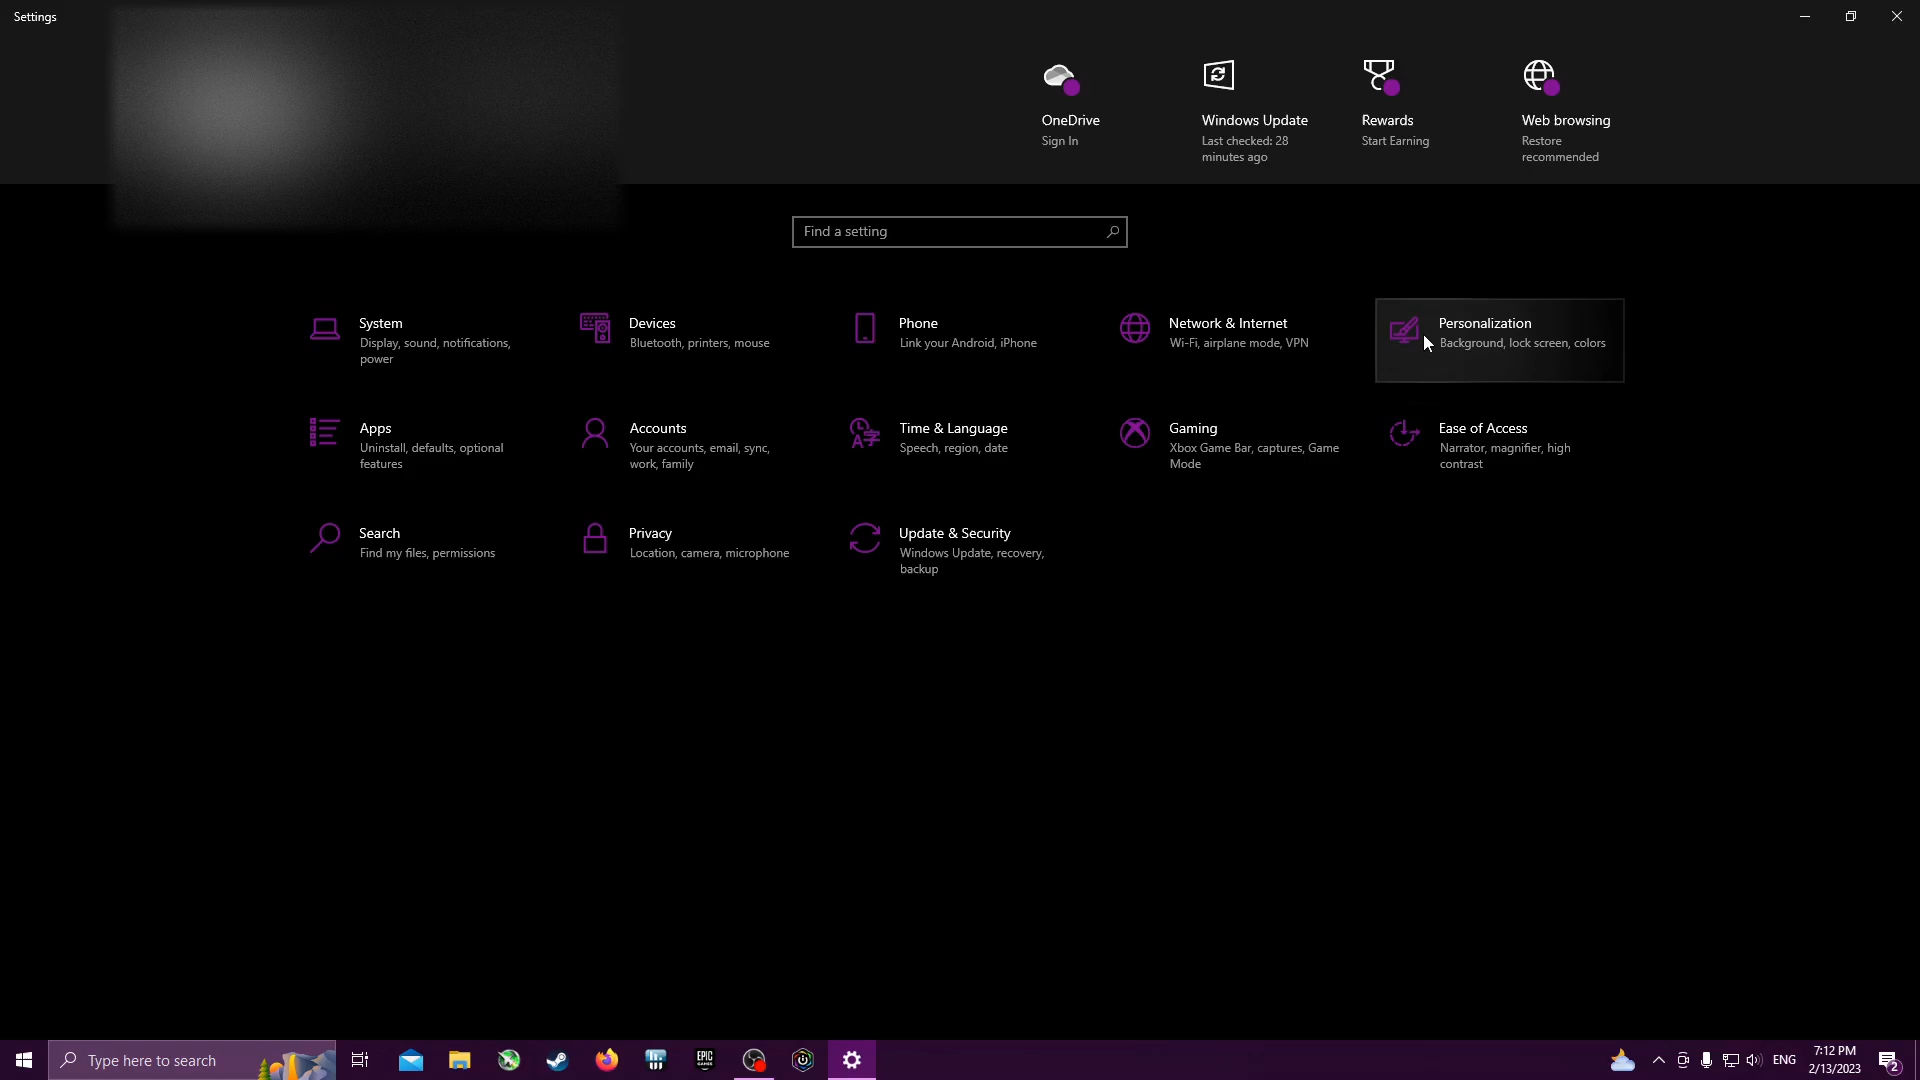 Settings
OneDrive
Sign In
Windows Update
Last checked: 28
minutes ago
Rewards
Start Earning
Web browsing
Restore
recommended
Find a setting
System
Display, sound, notifications,
power
Devices
Bluetooth, printers, mouse
Phone
Link your Android, iPhone
Network & Internet
Wi-Fi, airplane mode, VPN
Personalization
Background, lock screen, colors
Apps
Uninstall, defaults, optional
features
Accounts
Your accounts, email, sync,
work, family
Time & Language
Speech, region, date
Gaming
Xbox Game Bar, captures, Game
Mode
Ease of Access
Narrator, magnifier, high
contrast
Search
Find my files, permissions
Privacy
Location, camera, microphone
Update & Security
Windows Update, recovery,
backup
Type here to search
EPIC
GAMES
ENG
7:12 PM
2/13/2023
2